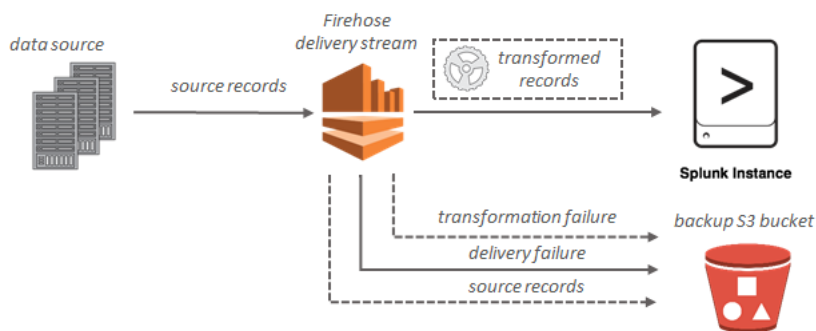 data source
Firehose
delivery stream
source records
transformed
records
Splunk Instance
transformation failure
delivery failure
source records
backup S3 bucket